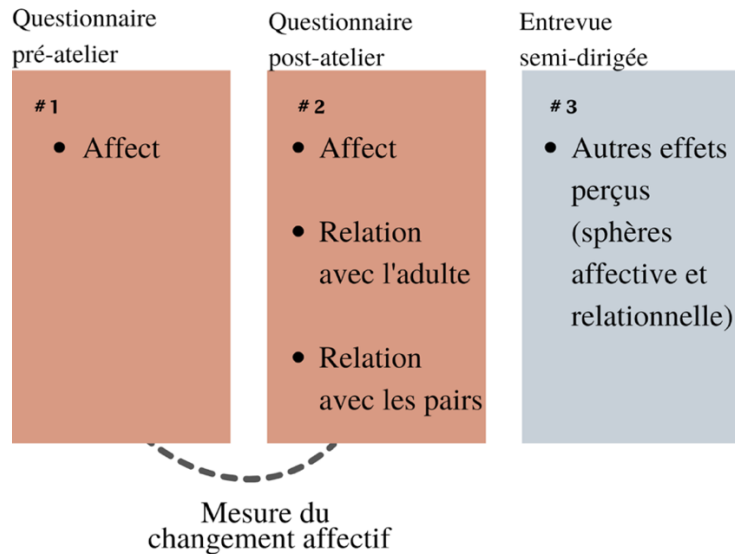 Questionnaire
pré-atelier
#1
• Affect
Questionnaire
post-atelier
#2
• Affect
• Relation
avec l'adulte
• Relation
avec les pairs
Entrevue
semi-dirigée
#3
• Autres effets
perçus
(sphères
affective et
relationnelle)
Mesure du
changement affectif